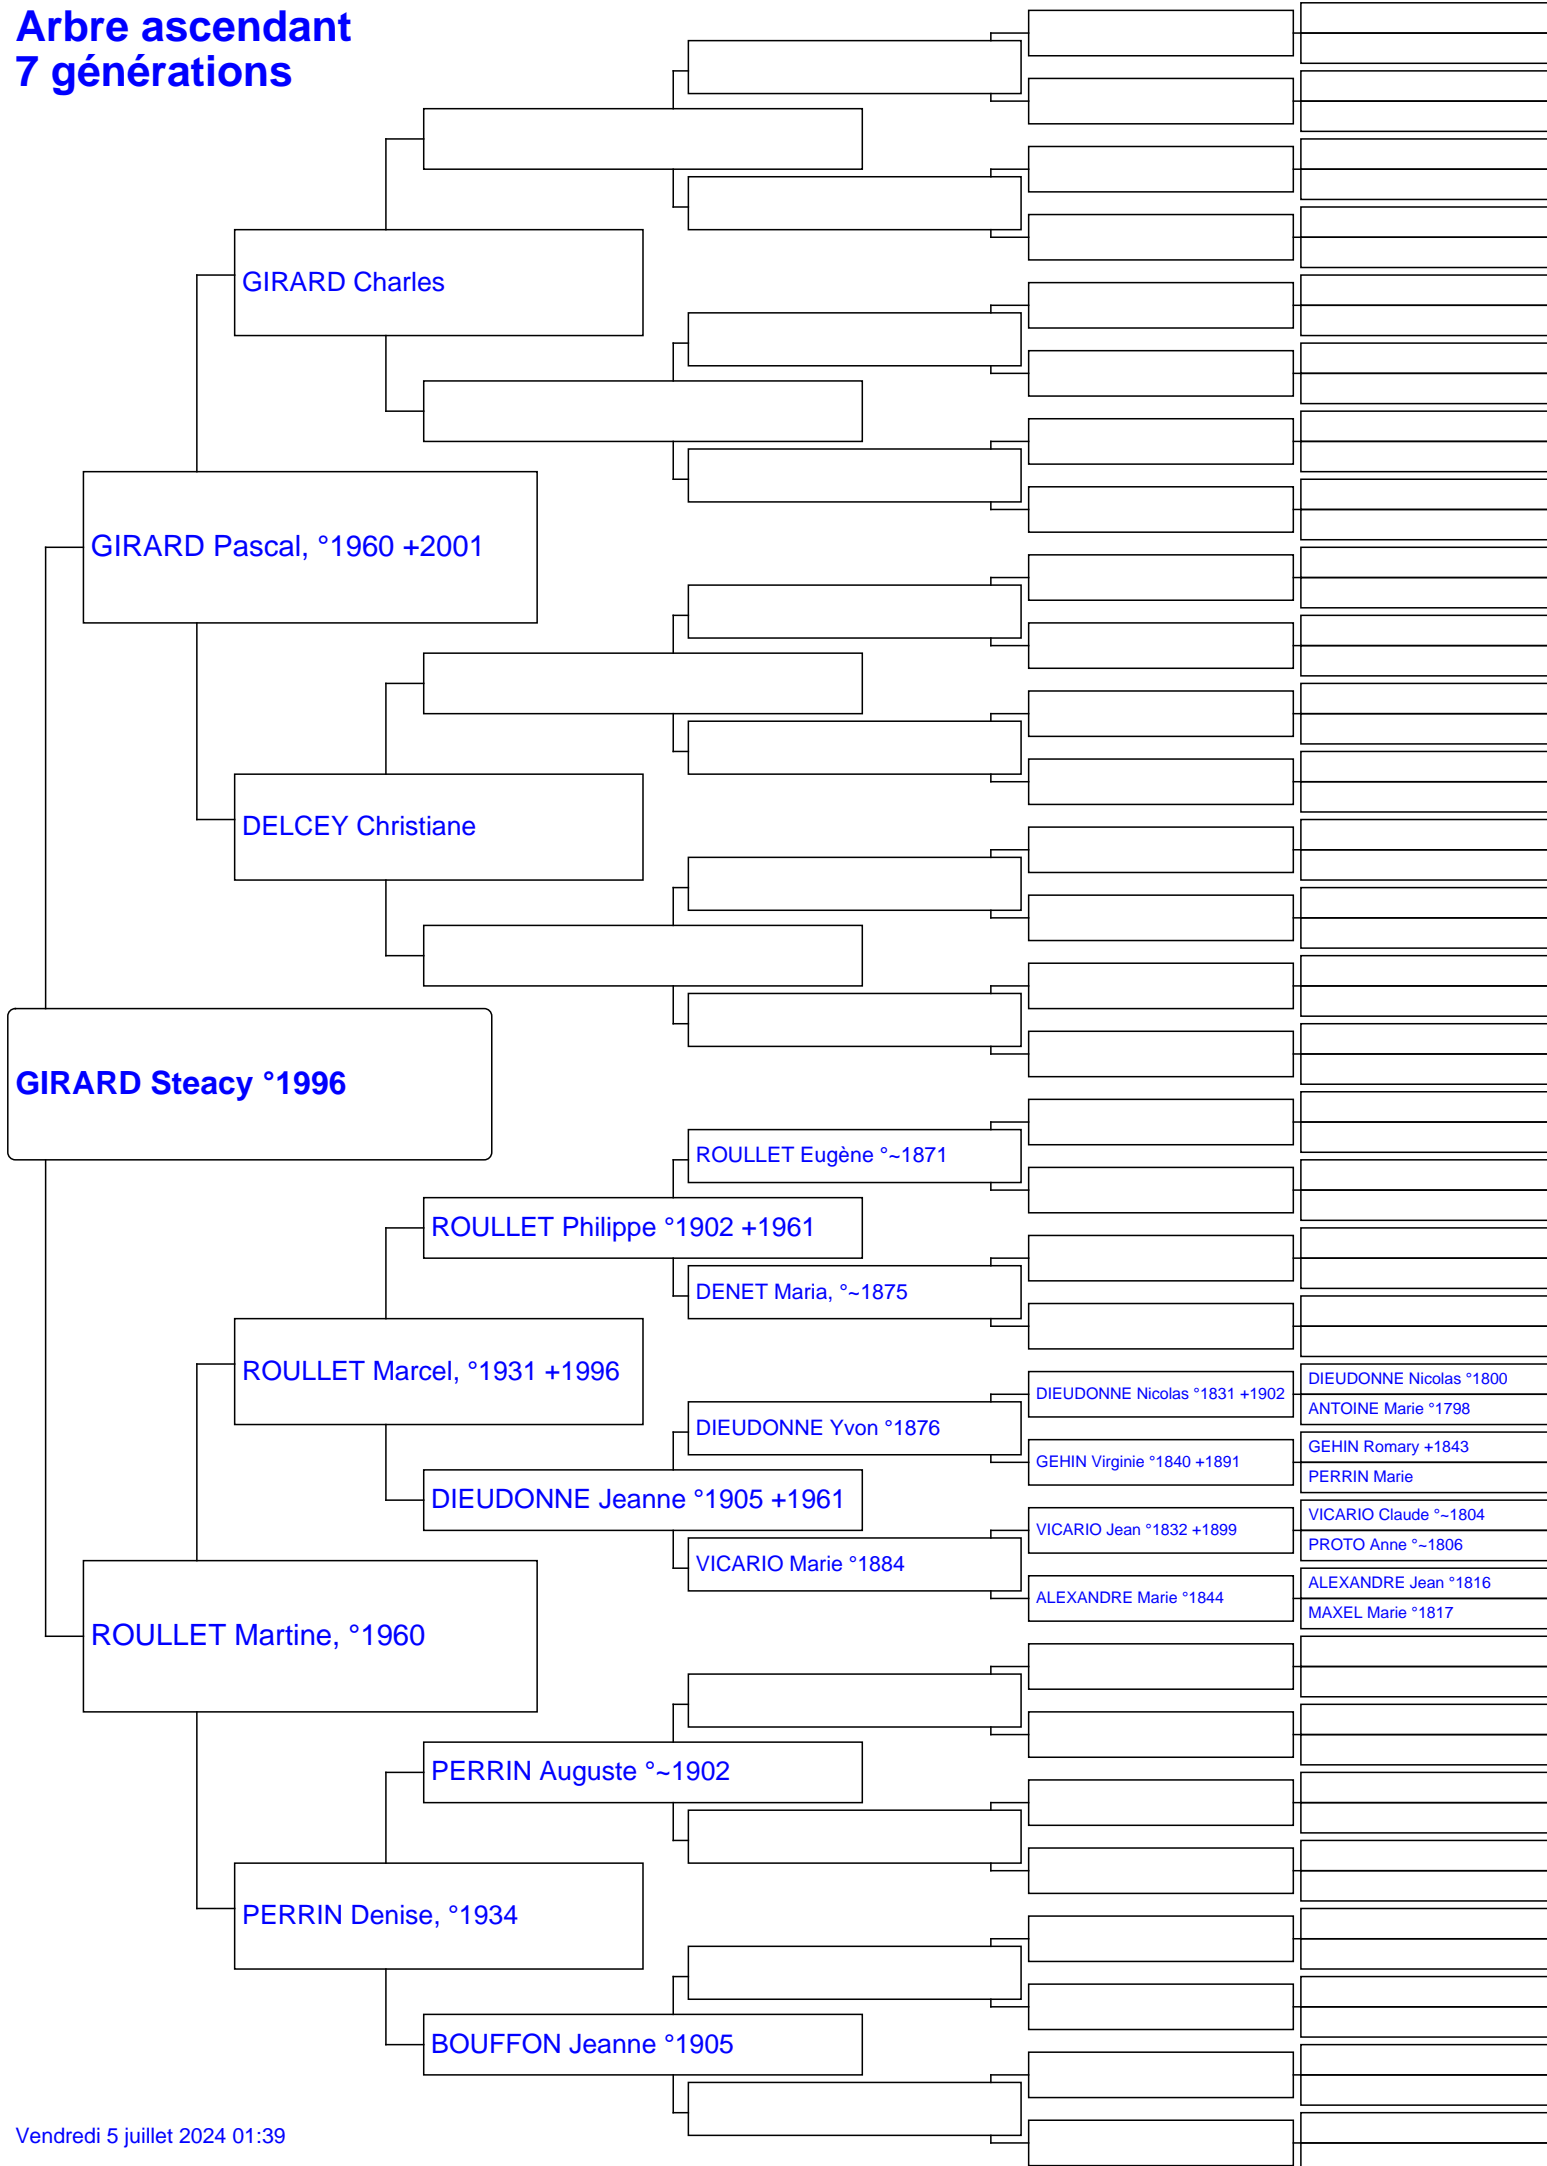 Arbre ascendant
7 générations
GIRARD Charles
GIRARD Pascal, °1960 +2001
DELCEY Christiane
GIRARD Steacy °1996
ROULLET Eugène °~1871
ROULLET Philippe °1902 +1961
DENET Maria, °~1875
ROULLET Marcel, °1931 +1996
DIEUDONNE Nicolas °1800
DIEUDONNE Nicolas °1831 +1902
ANTOINE Marie °1798
DIEUDONNE Yvon °1876
GEHIN Romary +1843
GEHIN Virginie °1840 +1891
PERRIN Marie
DIEUDONNE Jeanne °1905 +1961
VICARIO Claude °~1804
VICARIO Jean °1832 +1899
PROTO Anne °~1806
VICARIO Marie °1884
ALEXANDRE Jean °1816
ALEXANDRE Marie °1844
MAXEL Marie °1817
ROULLET Martine, °1960
PERRIN Auguste °~1902
PERRIN Denise, °1934
BOUFFON Jeanne °1905
Vendredi 5 juillet 2024 01:39